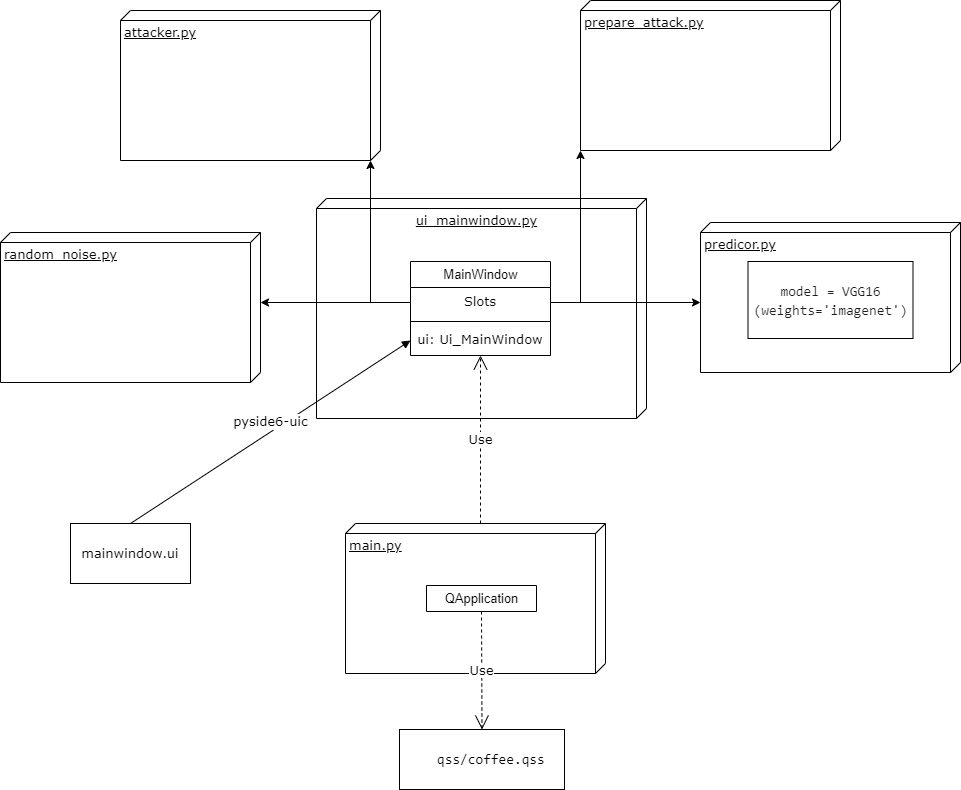 attacker.py
prepare_attack.py
ui_mainwindow.py
random_noise.py
predicor.py
MainWindow
Slots
ui: Ui_MainWindow
model = VGG16
(weights='imagenet')
pyside6-uic
Use
mainwindow.ui
main.py
QApplication
Use
qss/coffee.qss